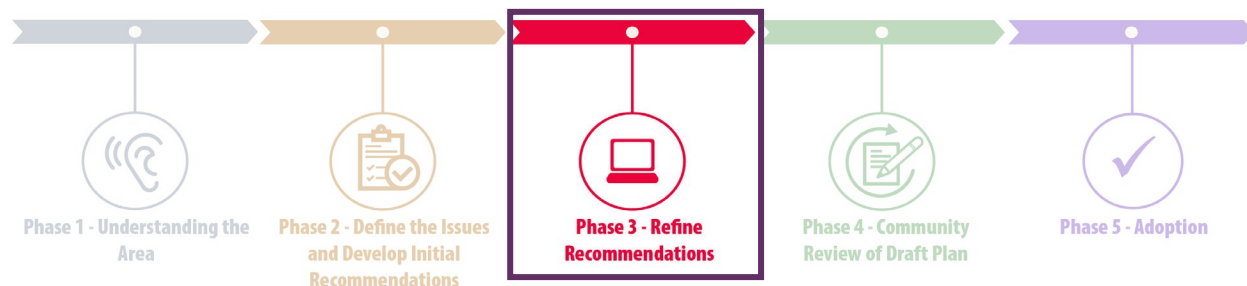 Phase 1 - Understanding the
Area
Phase 2 - Define the Issues
and Develop Initial
Recommendations
Phase 3 - Refine
Recommendations
Phase 4 - Community
Review of Draft Plan
Phase 5 - Adoption